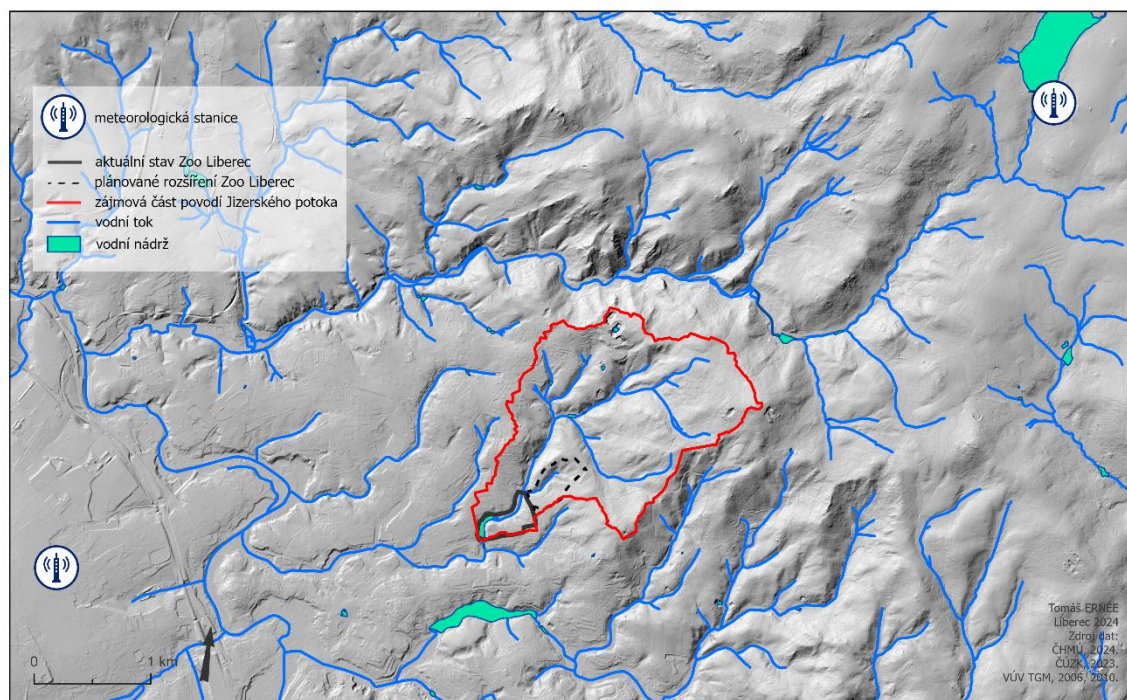 meteorologická stanice
aktuální stav Zoo Liberec
plánované rozšíření Zoo Liberec
zájmová část povodí Jizerského potoka
vodní tok
vodní nádrž
0
1 km
Tomáš ERNÉE
Liberec 2024
Zdroj dat:
ČHMÚ, 2024.
ČÚZK, 2023.
VÚV TGM, 2006, 2010.